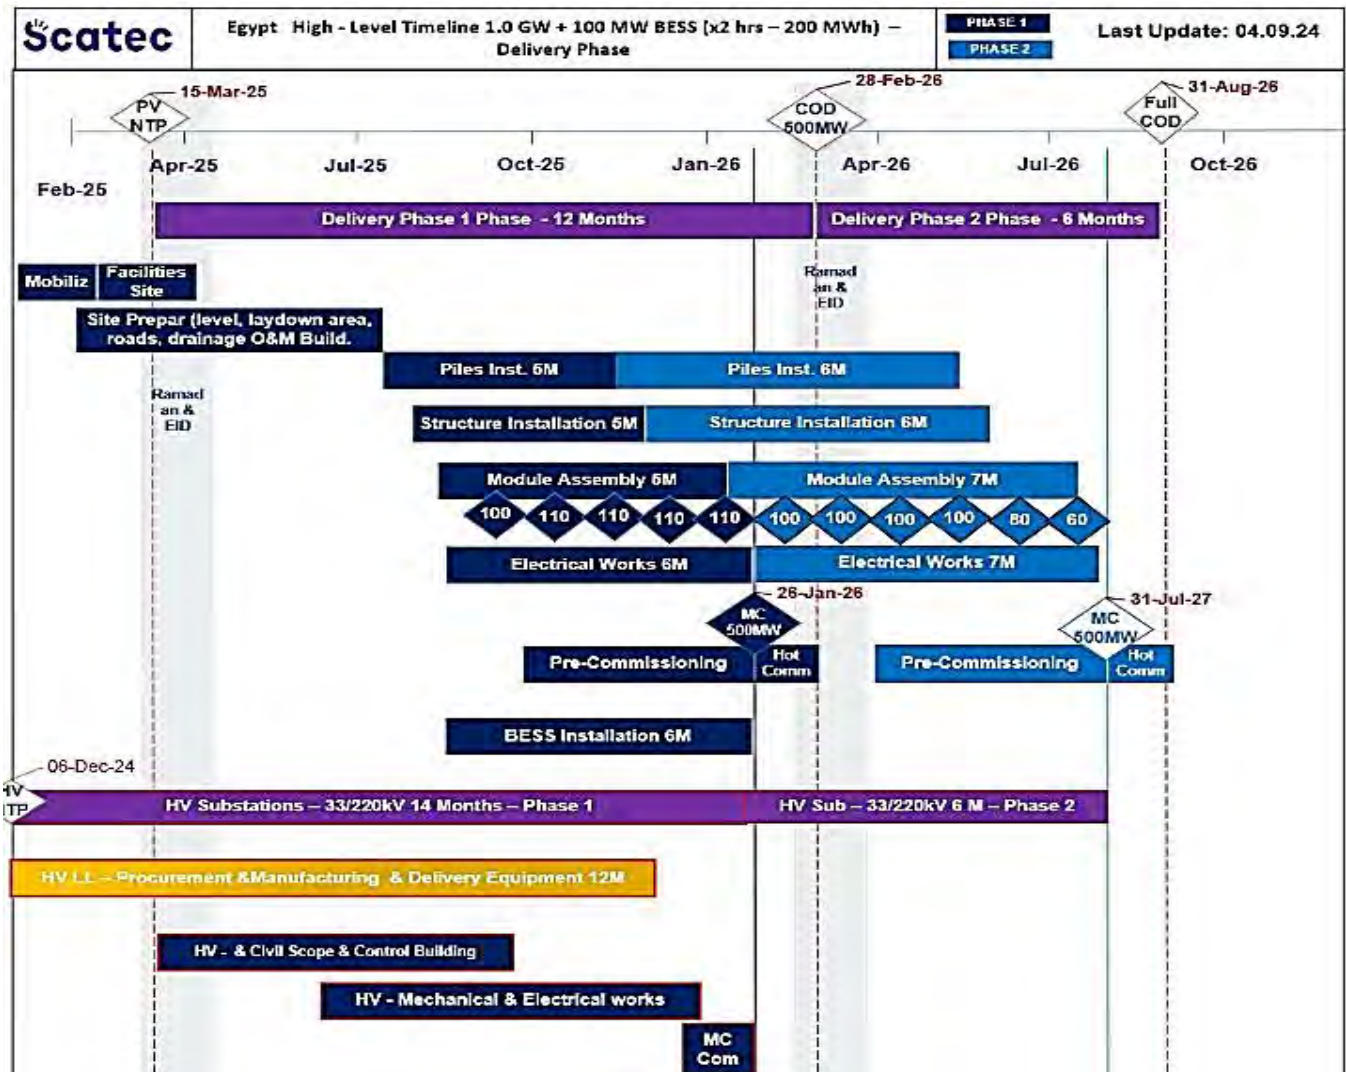 Scatec
Egypt High - Level Timeline 1.0 GW + 100 MW BESS (x2 hrs – 200 MWh) –
Delivery Phase
PHASE 1
PHASE 2
Last Update: 04.09.24
15-Mar-25
28-Feb-26
31-Aug-26
PV
NTP
COD
500MW
Full
COD
Feb-25
Apr-25
Jul-25
Oct-25
Jan-26
Apr-26
Jul-26
Oct-26
Delivery Phase 1 Phase - 12 Months
Delivery Phase 2 Phase - 6 Months
Mobiliz
Facilities
Site
Ramad
an &
EID
Site Prepar (level, laydown area,
roads, drainage O&M Build.
Piles Inst. 5M
Piles Inst. 6M
Ramad
an &
EID
Structure Installation 5M
Structure Installation 6M
Module Assembly 5M
Module Assembly 7M
100
110
110
110
110
100
100
100
100
80
60
Electrical Works 6M
Electrical Works 7M
26-Jan-26
31-Jul-27
MC
500MW
MC
500MW
Pre-Commissioning
Hot
Comm
Pre-Commissioning
Hot
Comm
BESS Installation 6M
06-Dec-24
HV
TP
HV Substations – 33/220kV 14 Months – Phase 1
HV Sub – 33/220kV 6 M – Phase 2
HV LL – Procurement &Manufacturing & Delivery Equipment 12M
HV - & Civil Scope & Control Building
HV - Mechanical & Electrical works
MC
Com